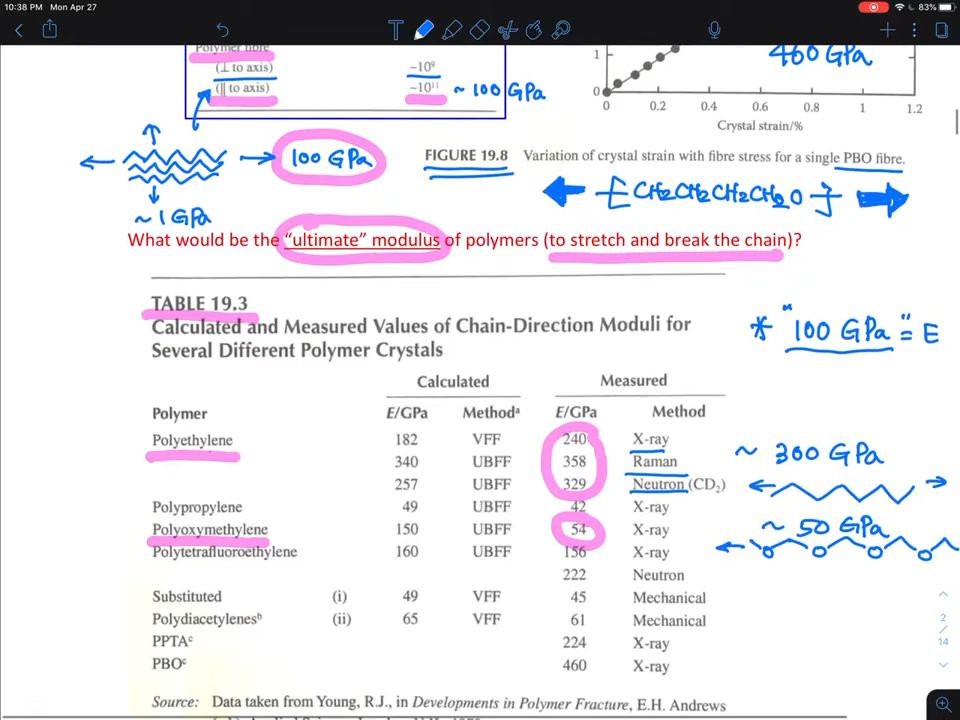 10:38 PM Mon Apr 27
83%
Polymer fibre
(⊥ to axis) ~10⁹
(∥ to axis) ~10¹¹ ~ 100 GPa
460 GPa
1
0
0 0.2 0.4 0.6 0.8 1 1.2
Crystal strain/%
100 GPa
~ 1 GPa
FIGURE 19.8 Variation of crystal strain with fibre stress for a single PBO fibre.
[CH₂CH₂CH₂CH₂O]
What would be the “ultimate” modulus of polymers (to stretch and break the chain)?
TABLE 19.3
Calculated and Measured Values of Chain-Direction Moduli for
Several Different Polymer Crystals
* "100 GPa" = E
Calculated Measured
Polymer E/GPa Methodᵃ E/GPa Method
Polyethylene 182 VFF 240 X-ray
340 UBFF 358 Raman
257 UBFF 329 Neutron (CD₂)
~ 300 GPa
Polypropylene 49 UBFF 42 X-ray
Polyoxymethylene 150 UBFF 54 X-ray
~ 50 GPa
Polytetrafluoroethylene 160 UBFF 156 X-ray
222 Neutron
Substituted (i) 49 VFF 45 Mechanical
Polydiacetylenesᵇ (ii) 65 VFF 61 Mechanical
PPTAᶜ 224 X-ray
PBOᶜ 460 X-ray
2
/
14
Source: Data taken from Young, R.J., in Developments in Polymer Fracture, E.H. Andrews